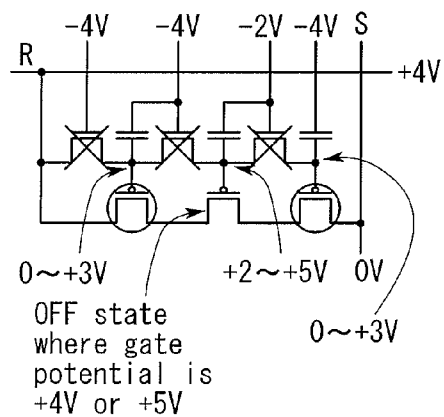 -4V -4V -2V -4V S
R
+4V
0～+3V +2～+5V 0V
OFF state
where gate
potential is
+4V or +5V
0～+3V